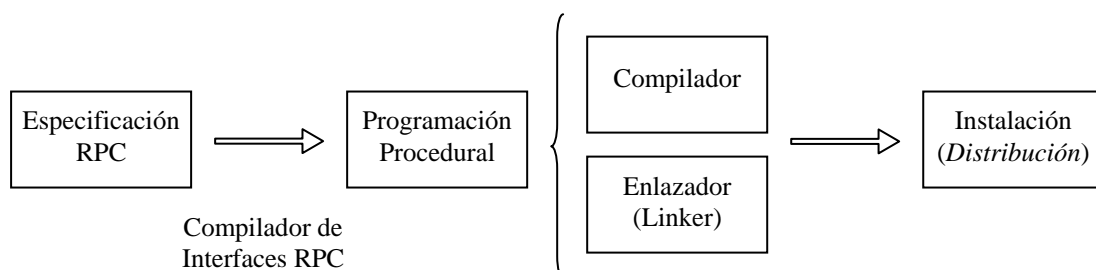 Especificación
RPC
Compilador de
Interfaces RPC
Programación
Procedural
Compilador
Enlazador
(Linker)
Instalación
(Distribución)